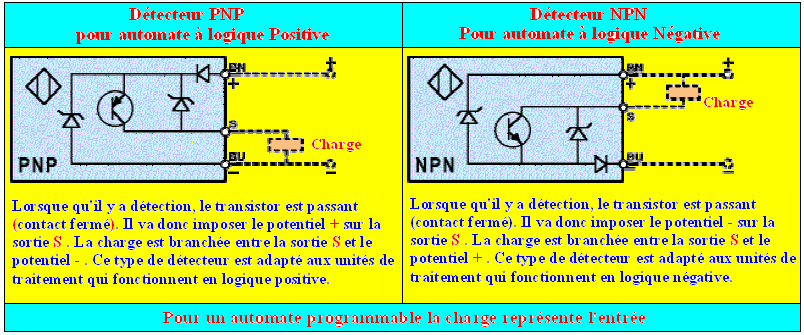 Détecteur PNP
pour automate à logique Positive
Détecteur NPN
Pour automate à logique Négative
BN
+
+
S
Charge
BU
-
-
PNP
BN
+
+
Charge
S
BU
-
-
NPN
Lorsque qu'il y a détection, le transistor est passant
(contact fermé). Il va donc imposer le potentiel + sur la
sortie S . La charge est branchée entre la sortie S et le
potentiel - . Ce type de détecteur est adapté aux unités de
traitement qui fonctionnent en logique positive.
Lorsque qu'il y a détection, le transistor est passant
(contact fermé). Il va donc imposer le potentiel - sur la
sortie S . La charge est branchée entre la sortie S et le
potentiel + . Ce type de détecteur est adapté aux unités de
traitement qui fonctionnent en logique négative.
Pour un automate programmable la charge représente l'entrée